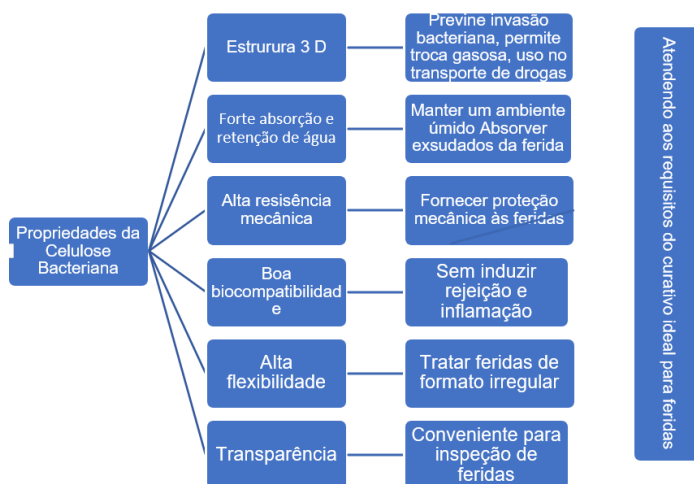 Propriedades da
Celulose
Bacteriana
Estrurura 3 D
Previne invasão
bacteriana, permite
troca gasosa, uso no
transporte de drogas
Forte absorção e
retenção de água
Manter um ambiente
úmido Absorver
exsudados da ferida
Alta resisência
mecânica
Fornecer proteção
mecânica às feridas
Boa
biocompatibilidad
e
Sem induzir
rejeição e
inflamação
Alta
flexibilidade
Tratar feridas de
formato irregular
Transparência
Conveniente para
inspeção de
feridas
Atendendo aos requisitos do curativo ideal para feridas